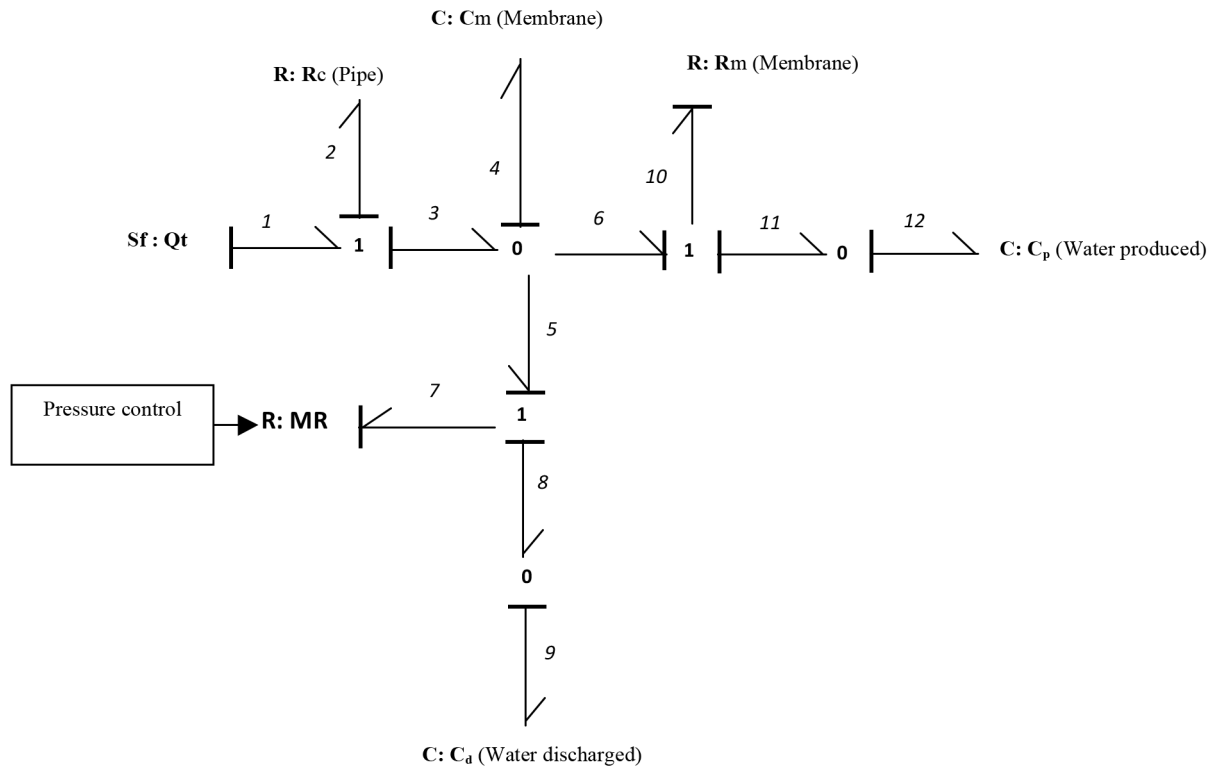 C: Cm (Membrane)
R: Rc (Pipe)
R: Rm (Membrane)
2
4
10
1
3
6
11
12
Sf : Qt
1
0
1
0
C: Cp (Water produced)
5
Pressure control
R: MR
7
1
8
0
9
C: Cd (Water discharged)